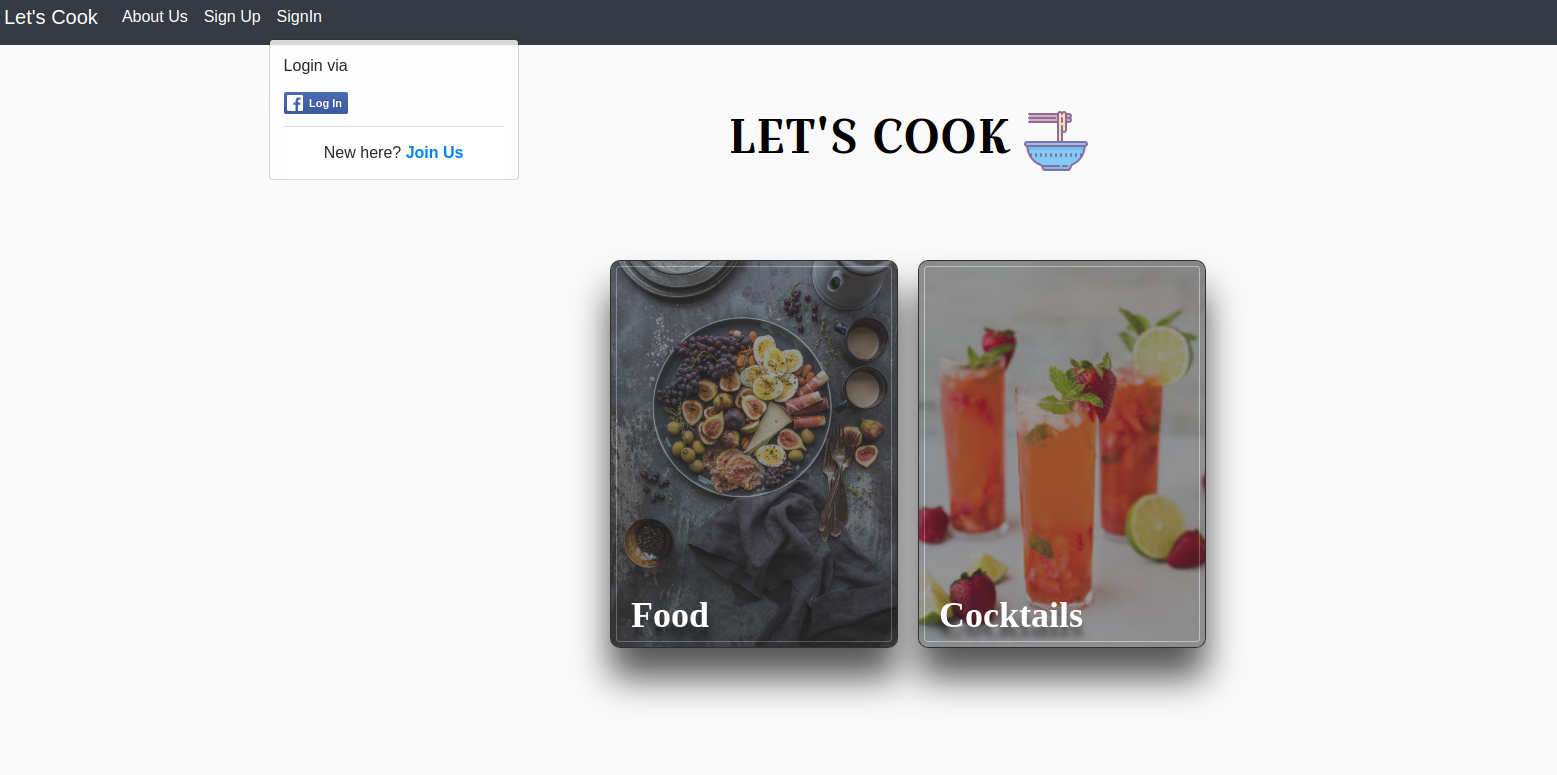 Let's Cook About Us Sign Up SignIn
Login via
Log In
New here? Join Us
LET'S COOK
Food
Cocktails